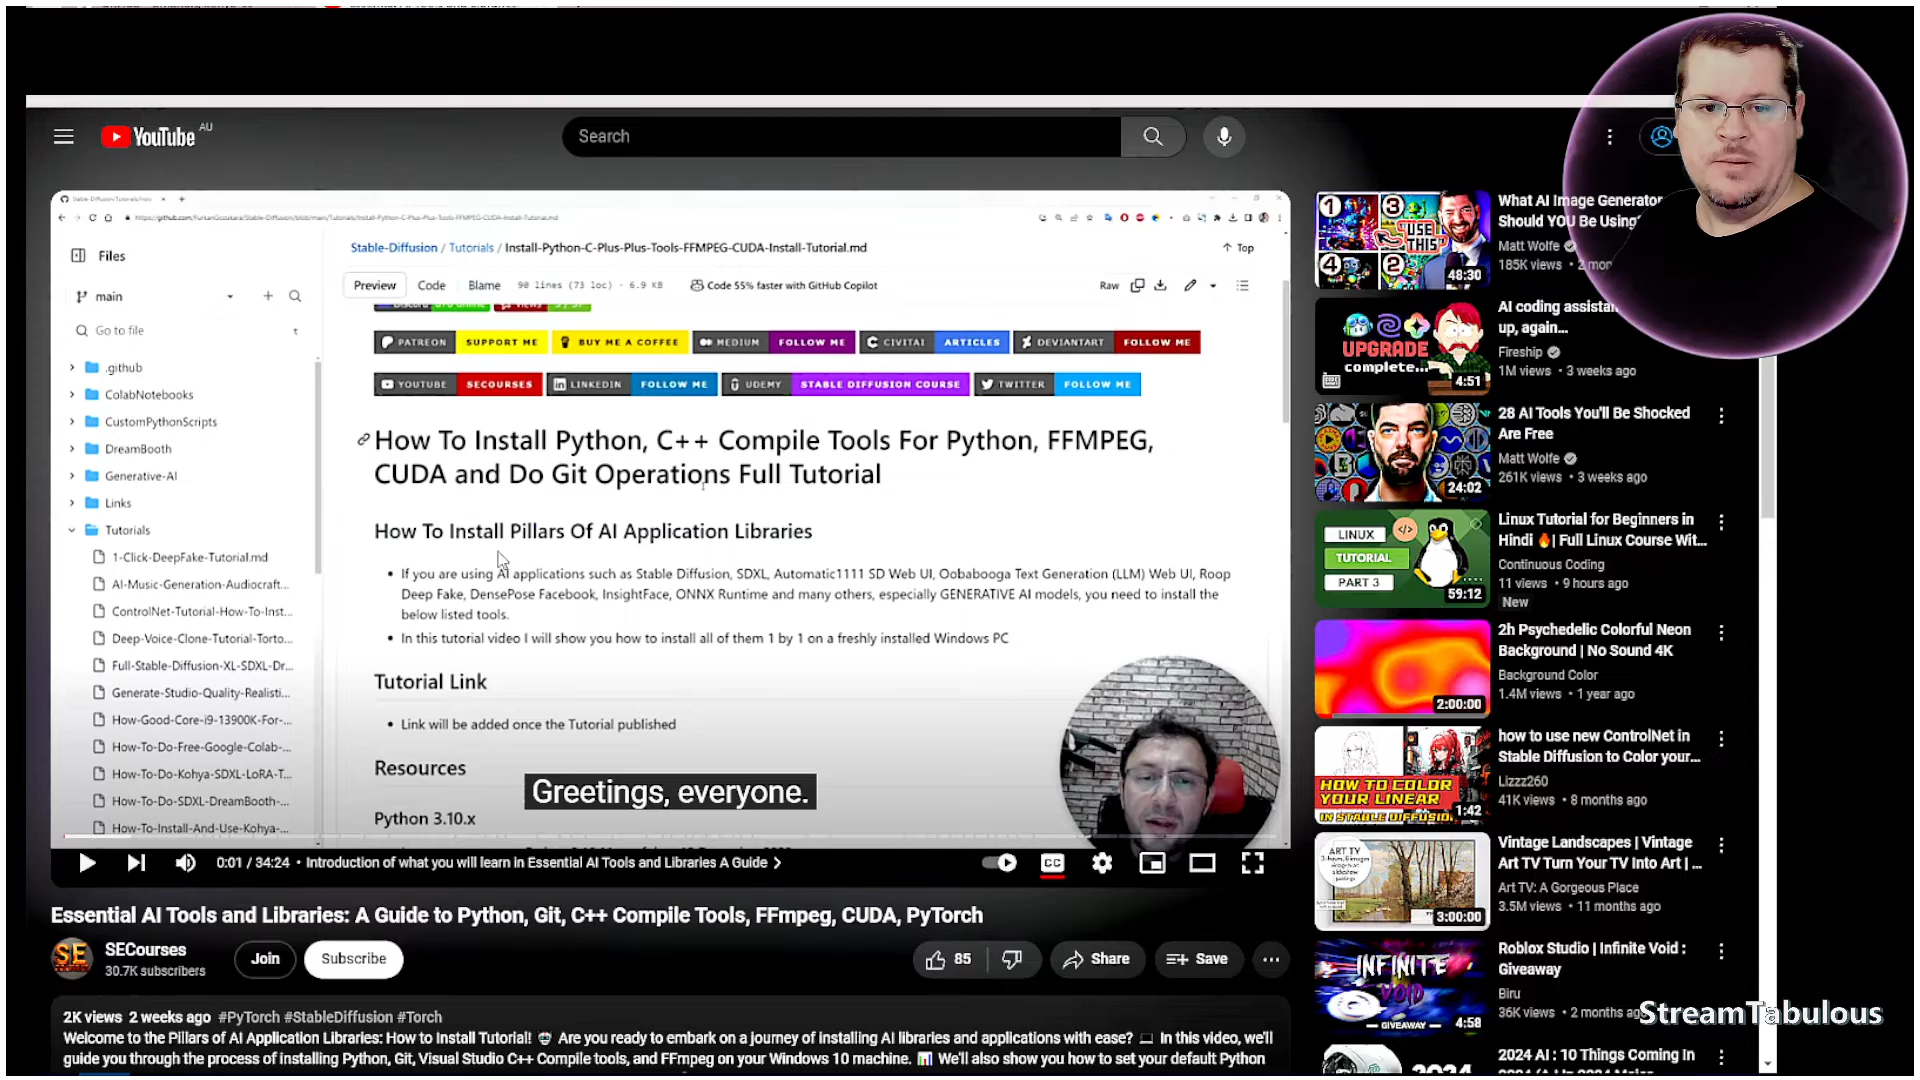 YouTube AU
Search
Stable-Diffusion / Tutorials / Install-Python-C-Plus-Plus-Tools-FFMPEG-CUDA-Install-Tutorial.md
Top
Files
main
Go to file
t
.github
ColabNotebooks
CustomPythonScripts
DreamBooth
Generative-AI
Links
Tutorials
1-Click-DeepFake-Tutorial.md
AI-Music-Generation-Audiocraft...
ControlNet-Tutorial-How-To-Inst...
Deep-Voice-Clone-Tutorial-Torto...
Full-Stable-Diffusion-XL-SDXL-Dr...
Generate-Studio-Quality-Realisti...
How-Good-Core-i9-13900K-For-...
How-To-Do-Free-Google-Colab-...
How-To-Do-Kohya-SDXL-LoRA-T...
How-To-Do-SDXL-DreamBooth-...
How-To-Install-And-Use-Kohya-...
Preview Code Blame 90 lines (73 loc) · 6.9 KB Code 55% faster with GitHub Copilot Raw
PATREON SUPPORT ME BUY ME A COFFEE MEDIUM FOLLOW ME CIVITAI ARTICLES DEVIANTART FOLLOW ME
YOUTUBE SECOURSES LINKEDIN FOLLOW ME UDEMY STABLE DIFFUSION COURSE TWITTER FOLLOW ME
How To Install Python, C++ Compile Tools For Python, FFMPEG,
CUDA and Do Git Operations Full Tutorial
How To Install Pillars Of AI Application Libraries
• If you are using AI applications such as Stable Diffusion, SDXL, Automatic1111 SD Web UI, Oobabooga Text Generation (LLM) Web UI, Roop
Deep Fake, DensePose Facebook, InsightFace, ONNX Runtime and many others, especially GENERATIVE AI models, you need to install the
below listed tools.
• In this tutorial video I will show you how to install all of them 1 by 1 on a freshly installed Windows PC
Tutorial Link
• Link will be added once the Tutorial published
Resources
Greetings, everyone.
Python 3.10.x
0:01 / 34:24 • Introduction of what you will learn in Essential AI Tools and Libraries A Guide >
CC
Essential AI Tools and Libraries: A Guide to Python, Git, C++ Compile Tools, FFmpeg, CUDA, PyTorch
SE
SECourses
30.7K subscribers
Join
Subscribe
85
Share
Save
2K views 2 weeks ago #PyTorch #StableDiffusion #Torch
Welcome to the Pillars of AI Application Libraries: How to Install Tutorial! Are you ready to embark on a journey of installing AI libraries and applications with ease? In this video, we'll
guide you through the process of installing Python, Git, Visual Studio C++ Compile tools, and FFmpeg on your Windows 10 machine. We'll also show you how to set your default Python
1 3 USE THIS 4 2 48:30
What AI Image Generator
Should YOU Be Using?
Matt Wolfe
185K views • 2 mon
UPGRADE
complete...
4:51
AI coding assista
up, again...
Fireship
1M views • 3 weeks ago
24:02
28 AI Tools You'll Be Shocked
Are Free
Matt Wolfe
261K views • 3 weeks ago
LINUX
TUTORIAL
PART 3
59:12
Linux Tutorial for Beginners in
Hindi 🔥| Full Linux Course Wit...
Continuous Coding
11 views • 9 hours ago
New
2:00:00
2h Psychedelic Colorful Neon
Background | No Sound 4K
Background Color
1.4M views • 1 year ago
HOW TO COLOR
YOUR LINEAR
IN STABLE DIFFUSION
1:42
how to use new ControlNet in
Stable Diffusion to Color your...
Lizzz260
41K views • 8 months ago
ART TV
3:00:00
Vintage Landscapes | Vintage
Art TV Turn Your TV Into Art | ...
Art TV: A Gorgeous Place
3.5M views • 11 months ago
INFINITE
VOID
GIVEAWAY
4:58
Roblox Studio | Infinite Void :
Giveaway
Biru
36K views • 2 months ag
StreamTabulous
2024 AI : 10 Things Coming In